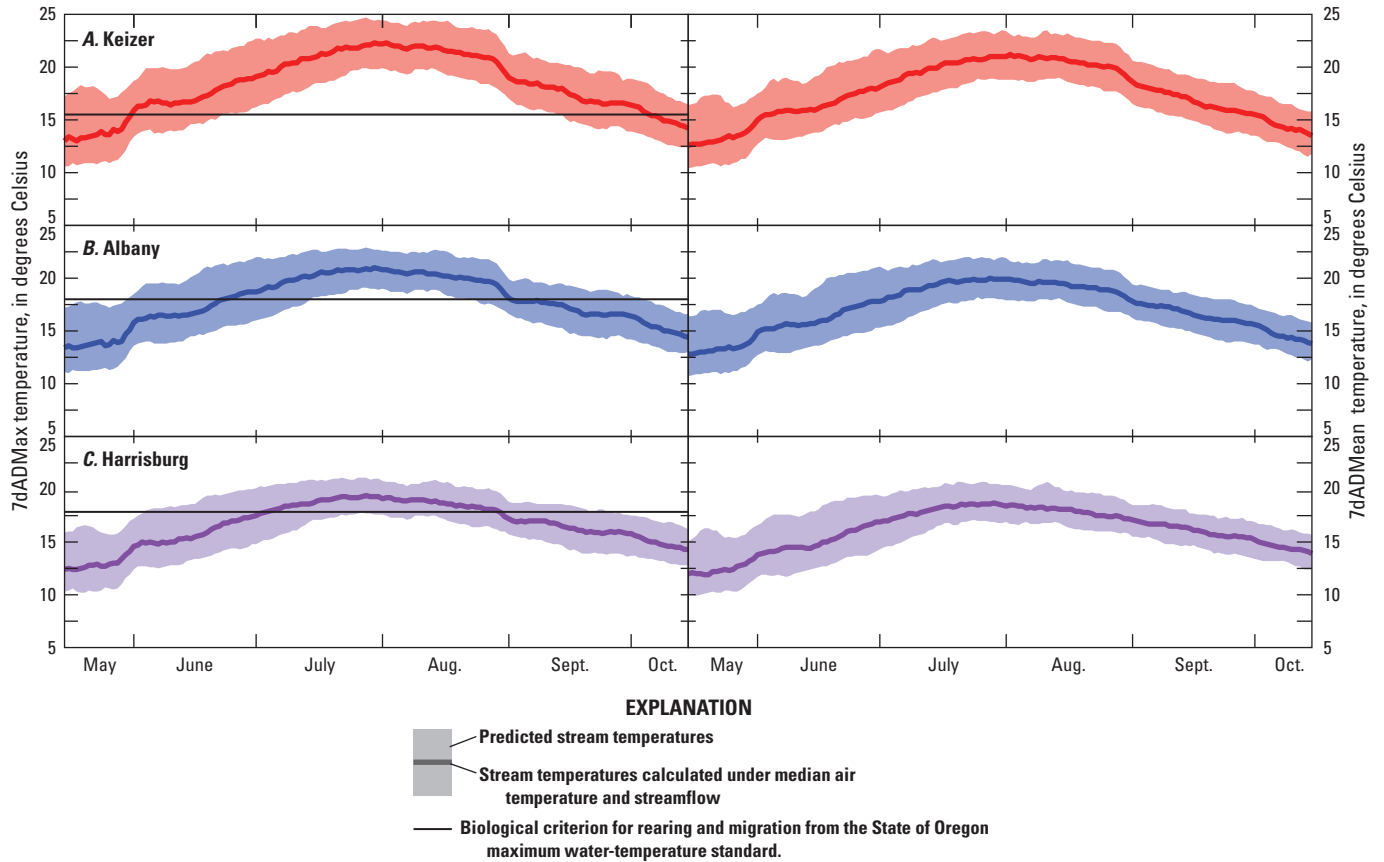 25
20
15
10
5
A. Keizer
25
20
15
10
5
25
20
15
10
5
B. Albany
25
20
15
10
5
25
20
15
10
5
C. Harrisburg
25
20
15
10
5
7dADMax temperature, in degrees Celsius
7dADMean temperature, in degrees Celsius
May June July Aug. Sept. Oct. May June July Aug. Sept. Oct.
EXPLANATION
Predicted stream temperatures
Stream temperatures calculated under median air
temperature and streamflow
Biological criterion for rearing and migration from the State of Oregon
maximum water-temperature standard.